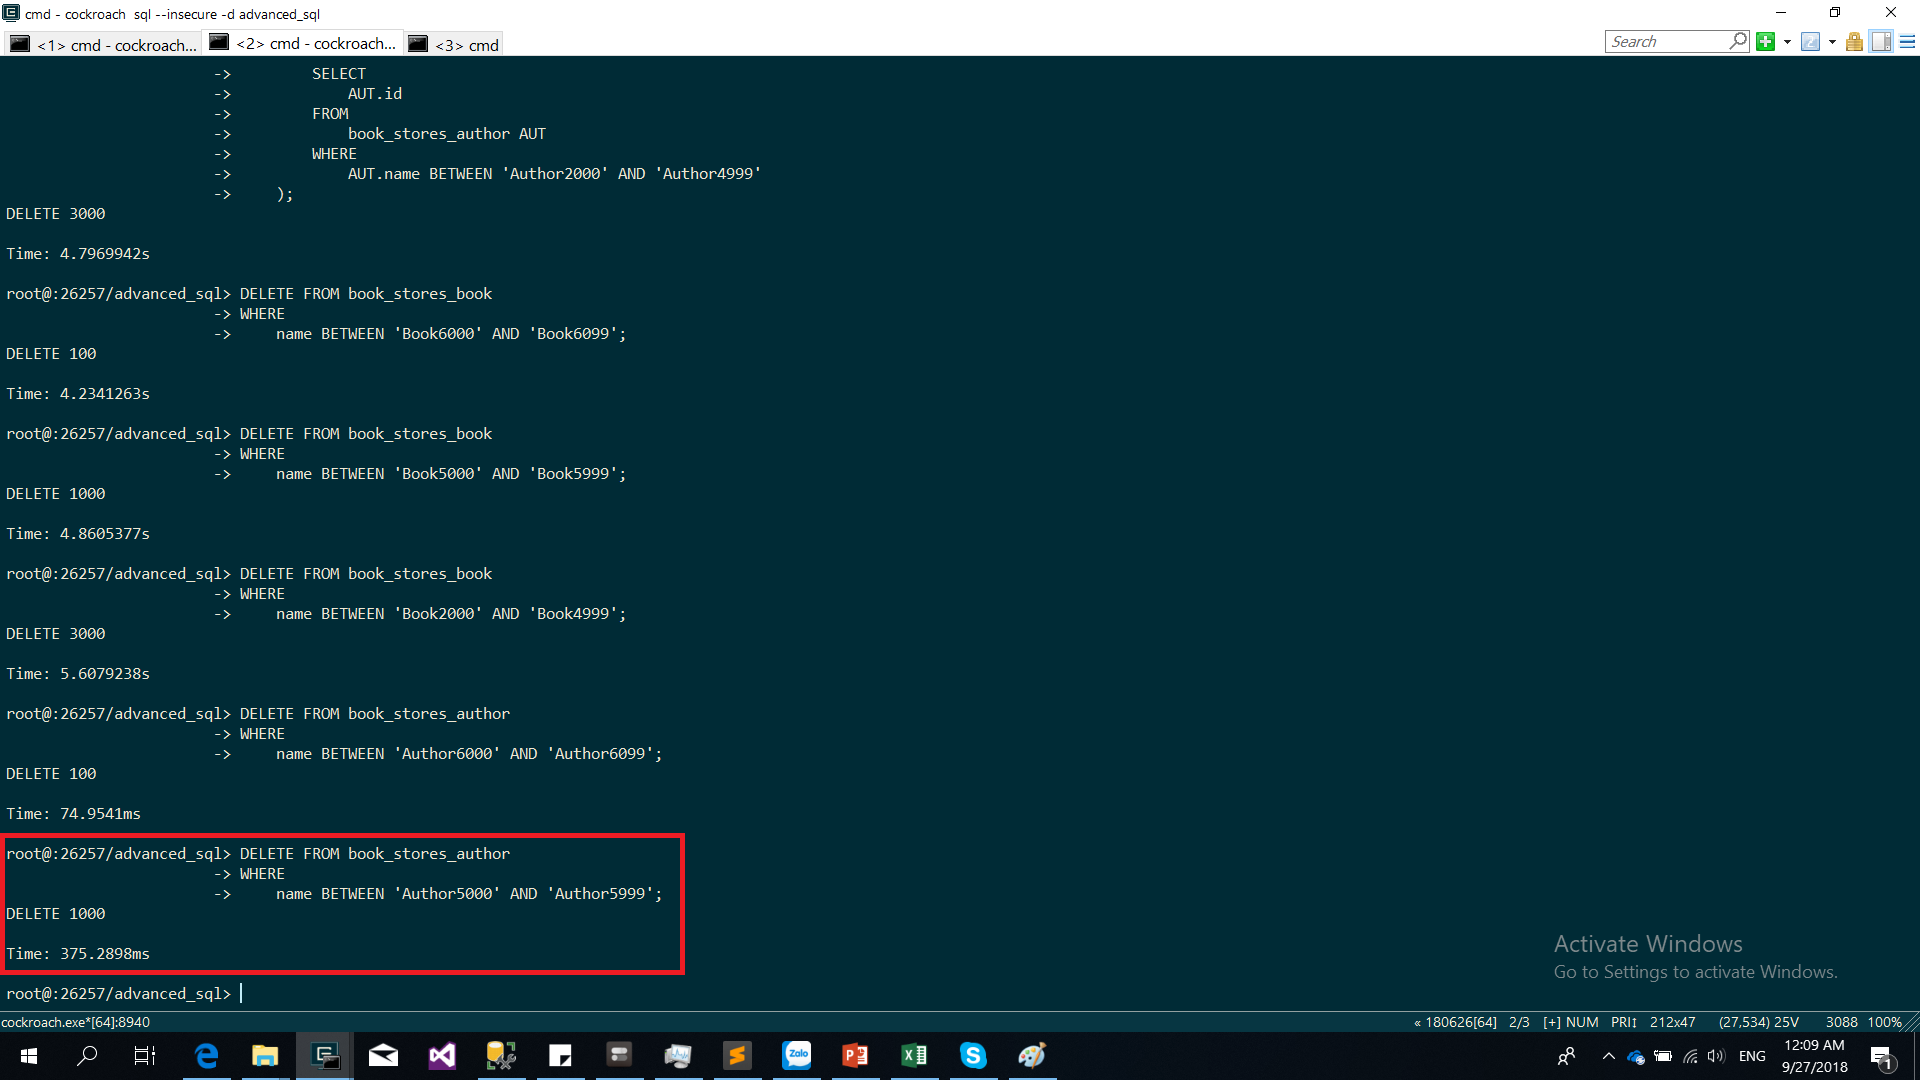 cmd - cockroach  sql --insecure -d advanced_sql
<1> cmd - cockroach...
<2> cmd - cockroach...
<3> cmd
Search
->         SELECT
->             AUT.id
->         FROM
->             book_stores_author AUT
->         WHERE
->             AUT.name BETWEEN 'Author2000' AND 'Author4999'
->     );
DELETE 3000
Time: 4.7969942s
root@:26257/advanced_sql> DELETE FROM book_stores_book
-> WHERE
->     name BETWEEN 'Book6000' AND 'Book6099';
DELETE 100
Time: 4.2341263s
root@:26257/advanced_sql> DELETE FROM book_stores_book
-> WHERE
->     name BETWEEN 'Book5000' AND 'Book5999';
DELETE 1000
Time: 4.8605377s
root@:26257/advanced_sql> DELETE FROM book_stores_book
-> WHERE
->     name BETWEEN 'Book2000' AND 'Book4999';
DELETE 3000
Time: 5.6079238s
root@:26257/advanced_sql> DELETE FROM book_stores_author
-> WHERE
->     name BETWEEN 'Author6000' AND 'Author6099';
DELETE 100
Time: 74.9541ms
root@:26257/advanced_sql> DELETE FROM book_stores_author
-> WHERE
->     name BETWEEN 'Author5000' AND 'Author5999';
DELETE 1000
Time: 375.2898ms
root@:26257/advanced_sql>
Activate Windows
Go to Settings to activate Windows.
cockroach.exe*[64]:8940
« 180626[64]  2/3  [+] NUM  PRI↕  212x47  (27,534) 25V  3088  100%
Zalo
ENG
12:09 AM
9/27/2018
1